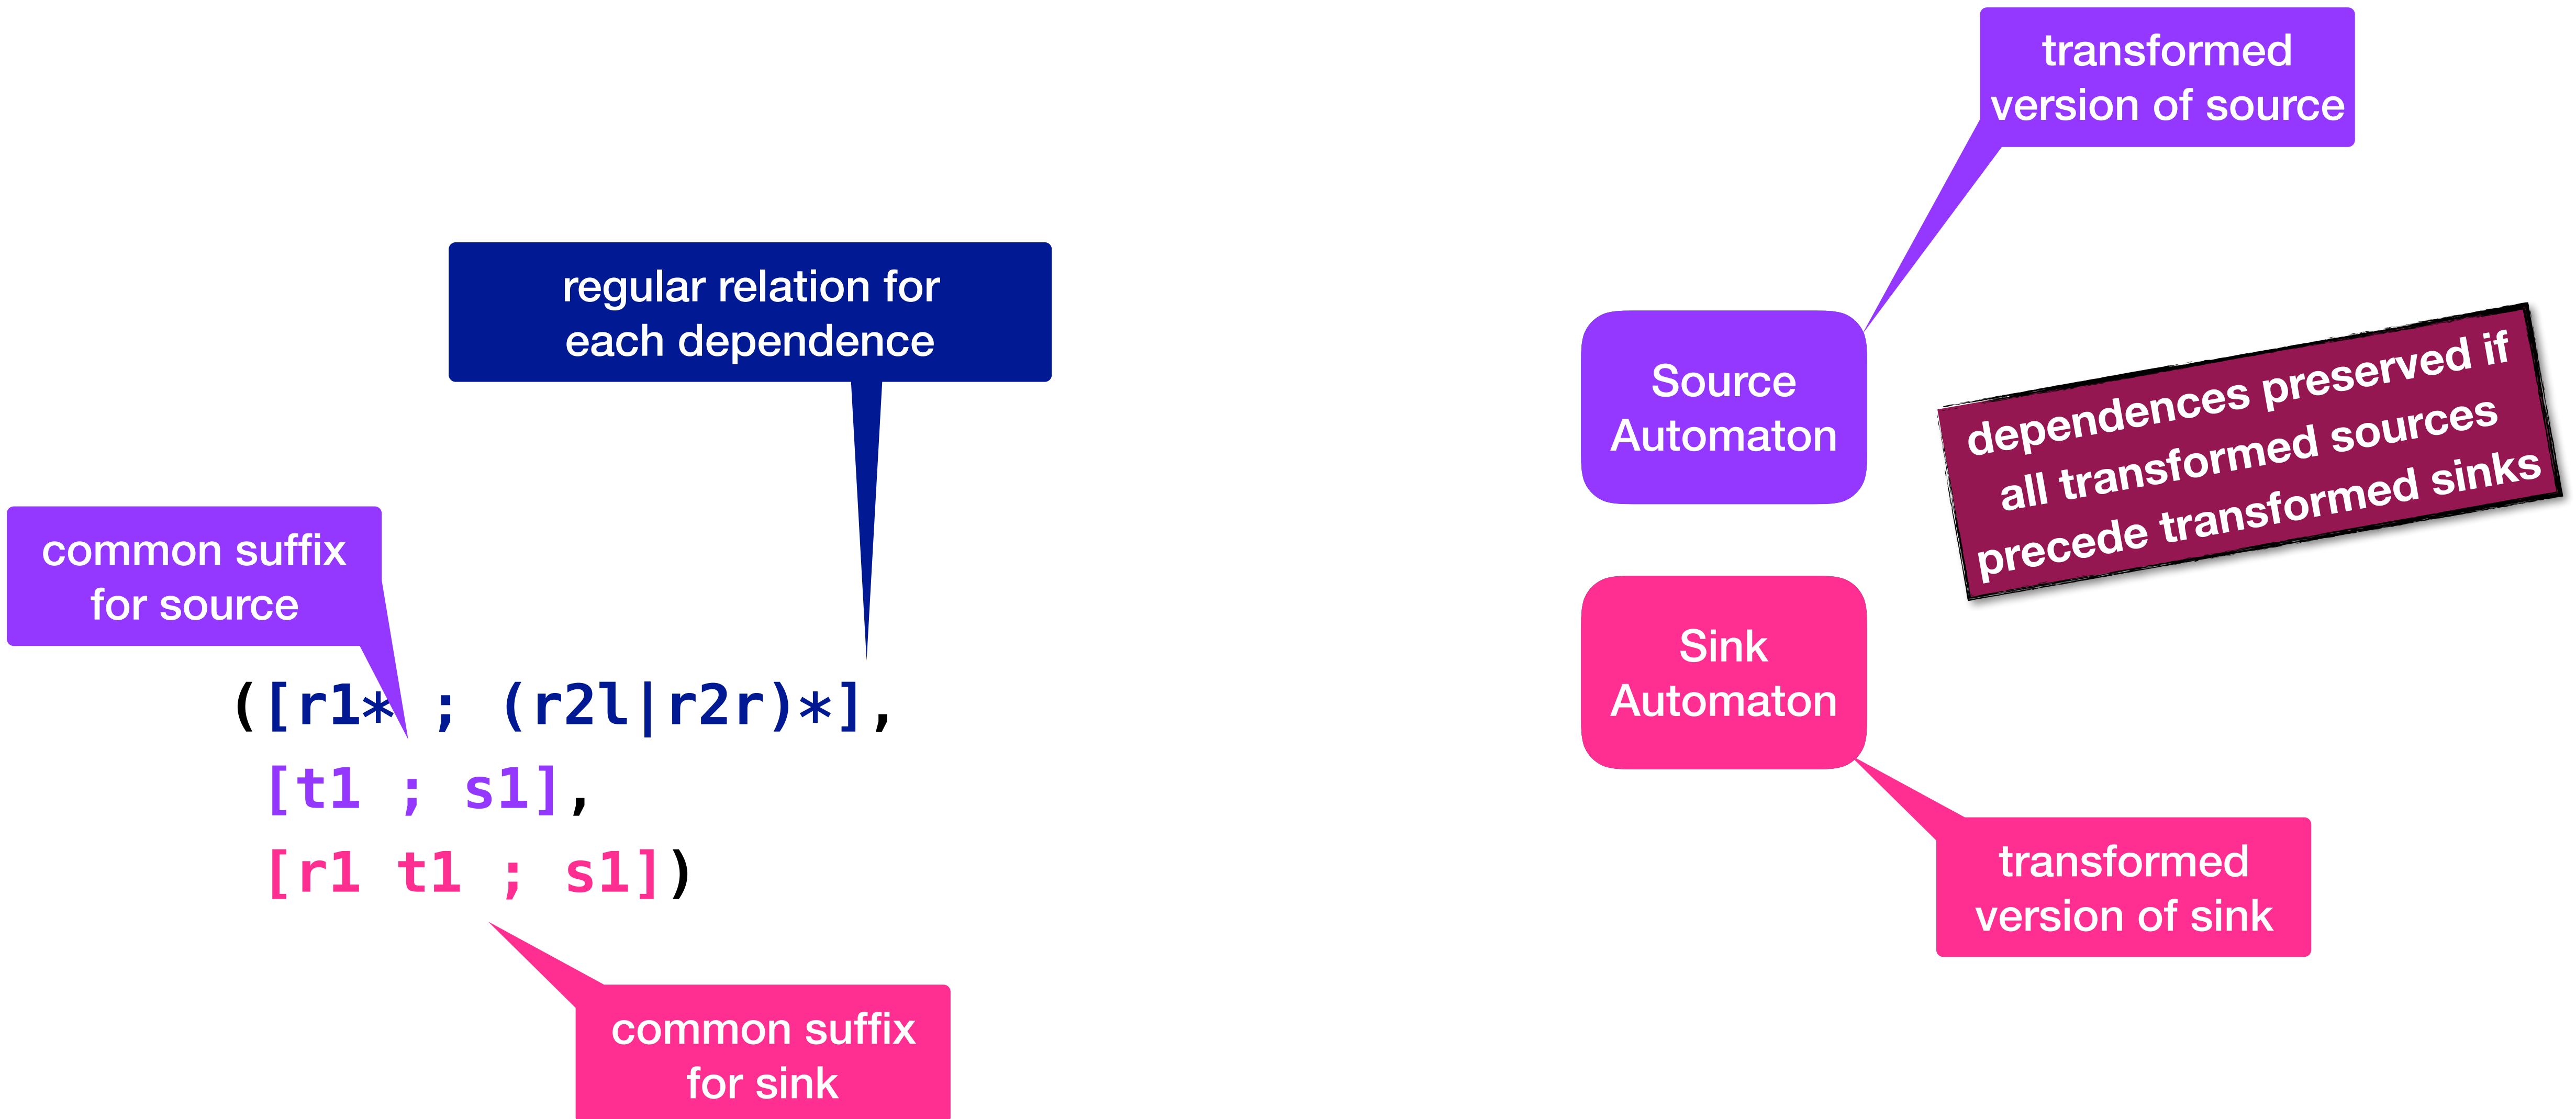 transformed
version of source
regular relation for
each dependence
Source
Automaton
dependences preserved if
all transformed sources
precede transformed sinks
common suffix
for source
([r1* ; (r2l|r2r)*],
[t1 ; s1],
[r1 t1 ; s1])
Sink
Automaton
transformed
version of sink
common suffix
for sink